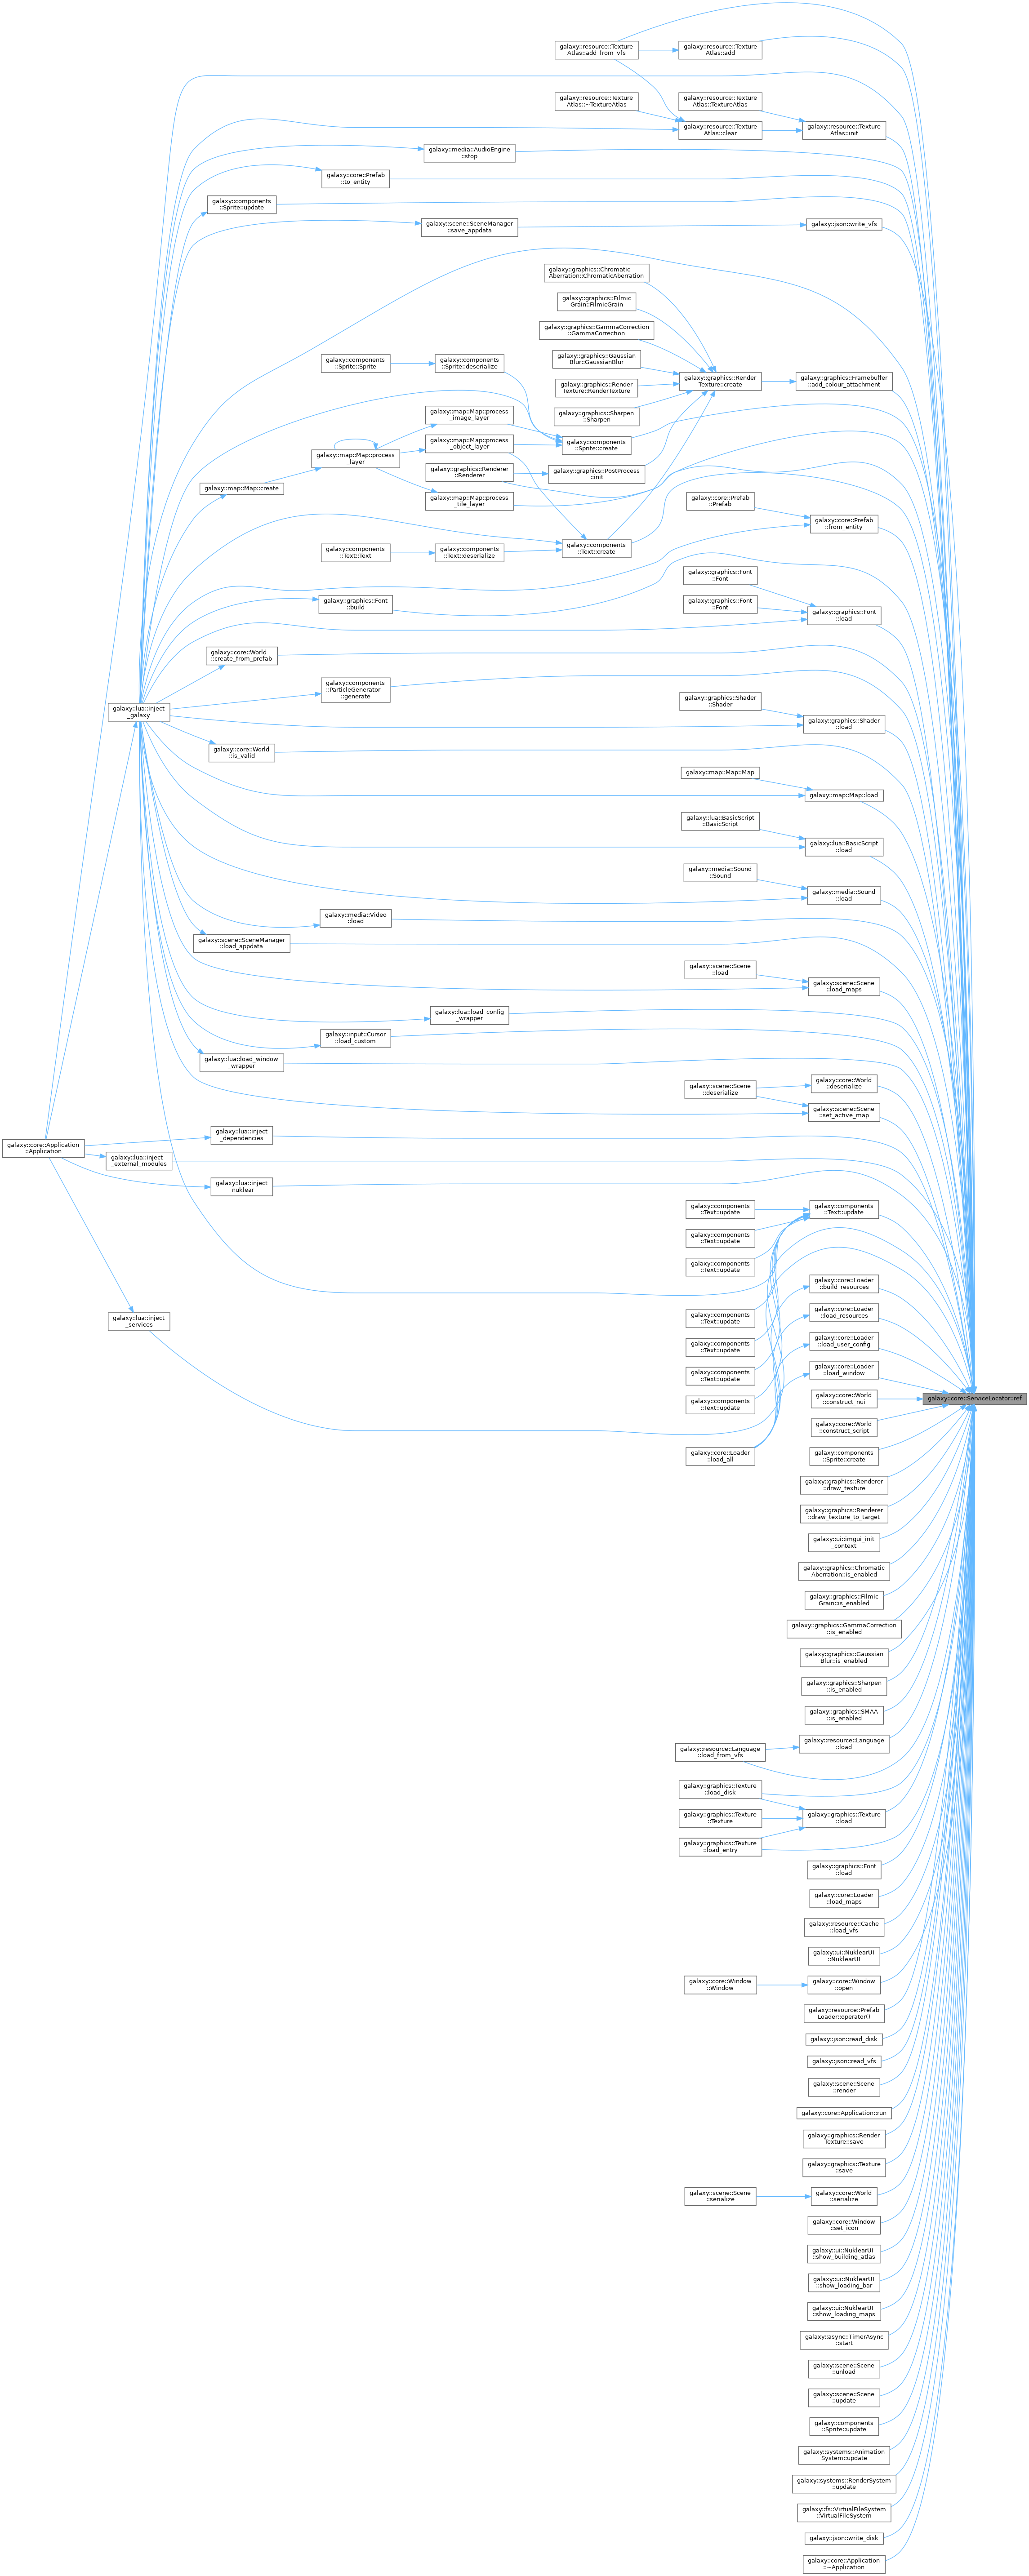 galaxy::resource::Texture
Atlas::add_from_vfs
galaxy::resource::Texture
Atlas::add
galaxy::resource::Texture
Atlas::~TextureAtlas
galaxy::resource::Texture
Atlas::TextureAtlas
galaxy::resource::Texture
Atlas::clear
galaxy::resource::Texture
Atlas::init
galaxy::media::AudioEngine
::stop
galaxy::core::Prefab
::to_entity
galaxy::components
::Sprite::update
galaxy::scene::SceneManager
::save_appdata
galaxy::json::write_vfs
galaxy::graphics::Chromatic
Aberration::ChromaticAberration
galaxy::graphics::Filmic
Grain::FilmicGrain
galaxy::graphics::GammaCorrection
::GammaCorrection
galaxy::graphics::Gaussian
Blur::GaussianBlur
galaxy::components
::Sprite::Sprite
galaxy::components
::Sprite::deserialize
galaxy::graphics::Render
Texture::RenderTexture
galaxy::graphics::Render
Texture::create
galaxy::graphics::Framebuffer
::add_colour_attachment
galaxy::graphics::Sharpen
::Sharpen
galaxy::map::Map::process
_image_layer
galaxy::map::Map::process
_object_layer
galaxy::components
::Sprite::create
galaxy::map::Map::process
_layer
galaxy::graphics::Renderer
::Renderer
galaxy::graphics::PostProcess
::init
galaxy::map::Map::create
galaxy::map::Map::process
_tile_layer
galaxy::core::Prefab
::Prefab
galaxy::core::Prefab
::from_entity
galaxy::components
::Text::Text
galaxy::components
::Text::deserialize
galaxy::components
::Text::create
galaxy::graphics::Font
::Font
galaxy::graphics::Font
::build
galaxy::graphics::Font
::Font
galaxy::graphics::Font
::load
galaxy::core::World
::create_from_prefab
galaxy::components
::ParticleGenerator
::generate
galaxy::lua::inject
_galaxy
galaxy::graphics::Shader
::Shader
galaxy::graphics::Shader
::load
galaxy::core::World
::is_valid
galaxy::map::Map::Map
galaxy::map::Map::load
galaxy::lua::BasicScript
::BasicScript
galaxy::lua::BasicScript
::load
galaxy::media::Sound
::Sound
galaxy::media::Sound
::load
galaxy::media::Video
::load
galaxy::scene::SceneManager
::load_appdata
galaxy::scene::Scene
::load
galaxy::scene::Scene
::load_maps
galaxy::lua::load_config
_wrapper
galaxy::input::Cursor
::load_custom
galaxy::lua::load_window
_wrapper
galaxy::scene::Scene
::deserialize
galaxy::core::World
::deserialize
galaxy::scene::Scene
::set_active_map
galaxy::core::Application
::Application
galaxy::lua::inject
_dependencies
galaxy::lua::inject
_external_modules
galaxy::lua::inject
_nuklear
galaxy::components
::Text::update
galaxy::components
::Text::update
galaxy::components
::Text::update
galaxy::components
::Text::update
galaxy::core::Loader
::build_resources
galaxy::lua::inject
_services
galaxy::components
::Text::update
galaxy::core::Loader
::load_resources
galaxy::components
::Text::update
galaxy::core::Loader
::load_user_config
galaxy::components
::Text::update
galaxy::core::Loader
::load_window
galaxy::components
::Text::update
galaxy::core::World
::construct_nui
galaxy::core::ServiceLocator::ref
galaxy::core::World
::construct_script
galaxy::core::Loader
::load_all
galaxy::components
::Sprite::create
galaxy::graphics::Renderer
::draw_texture
galaxy::graphics::Renderer
::draw_texture_to_target
galaxy::ui::imgui_init
_context
galaxy::graphics::Chromatic
Aberration::is_enabled
galaxy::graphics::Filmic
Grain::is_enabled
galaxy::graphics::GammaCorrection
::is_enabled
galaxy::graphics::Gaussian
Blur::is_enabled
galaxy::graphics::Sharpen
::is_enabled
galaxy::graphics::SMAA
::is_enabled
galaxy::resource::Language
::load_from_vfs
galaxy::resource::Language
::load
galaxy::graphics::Texture
::load_disk
galaxy::graphics::Texture
::Texture
galaxy::graphics::Texture
::load
galaxy::graphics::Texture
::load_entry
galaxy::graphics::Font
::load
galaxy::core::Loader
::load_maps
galaxy::resource::Cache
::load_vfs
galaxy::ui::NuklearUI
::NuklearUI
galaxy::core::Window
::Window
galaxy::core::Window
::open
galaxy::resource::Prefab
Loader::operator()
galaxy::json::read_disk
galaxy::json::read_vfs
galaxy::scene::Scene
::render
galaxy::core::Application::run
galaxy::graphics::Render
Texture::save
galaxy::graphics::Texture
::save
galaxy::scene::Scene
::serialize
galaxy::core::World
::serialize
galaxy::core::Window
::set_icon
galaxy::ui::NuklearUI
::show_building_atlas
galaxy::ui::NuklearUI
::show_loading_bar
galaxy::ui::NuklearUI
::show_loading_maps
galaxy::async::TimerAsync
::start
galaxy::scene::Scene
::unload
galaxy::scene::Scene
::update
galaxy::components
::Sprite::update
galaxy::systems::Animation
System::update
galaxy::systems::RenderSystem
::update
galaxy::fs::VirtualFileSystem
::VirtualFileSystem
galaxy::json::write_disk
galaxy::core::Application
::~Application